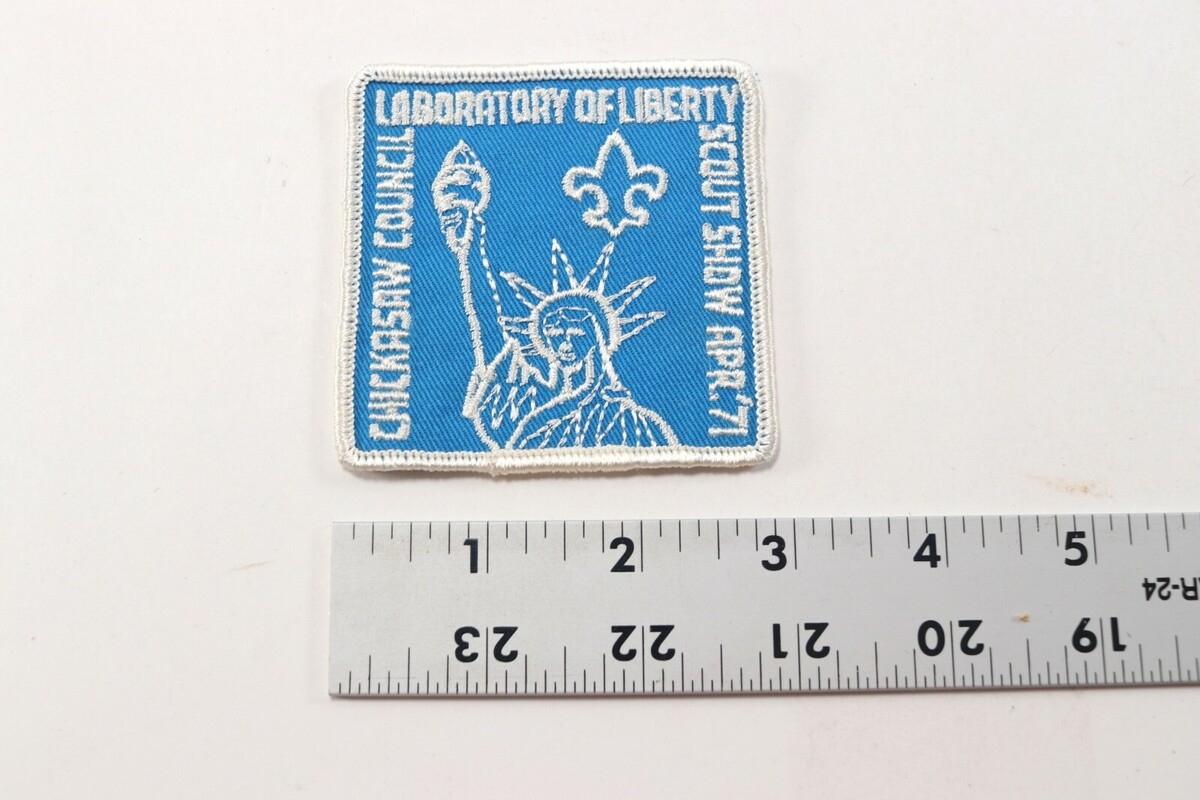 LABORATORY OF LIBERTY
CHICKASAW COUNCIL
SCOUT SHOW APR. '71
1 2 3 4 5
23 22 21 20 19